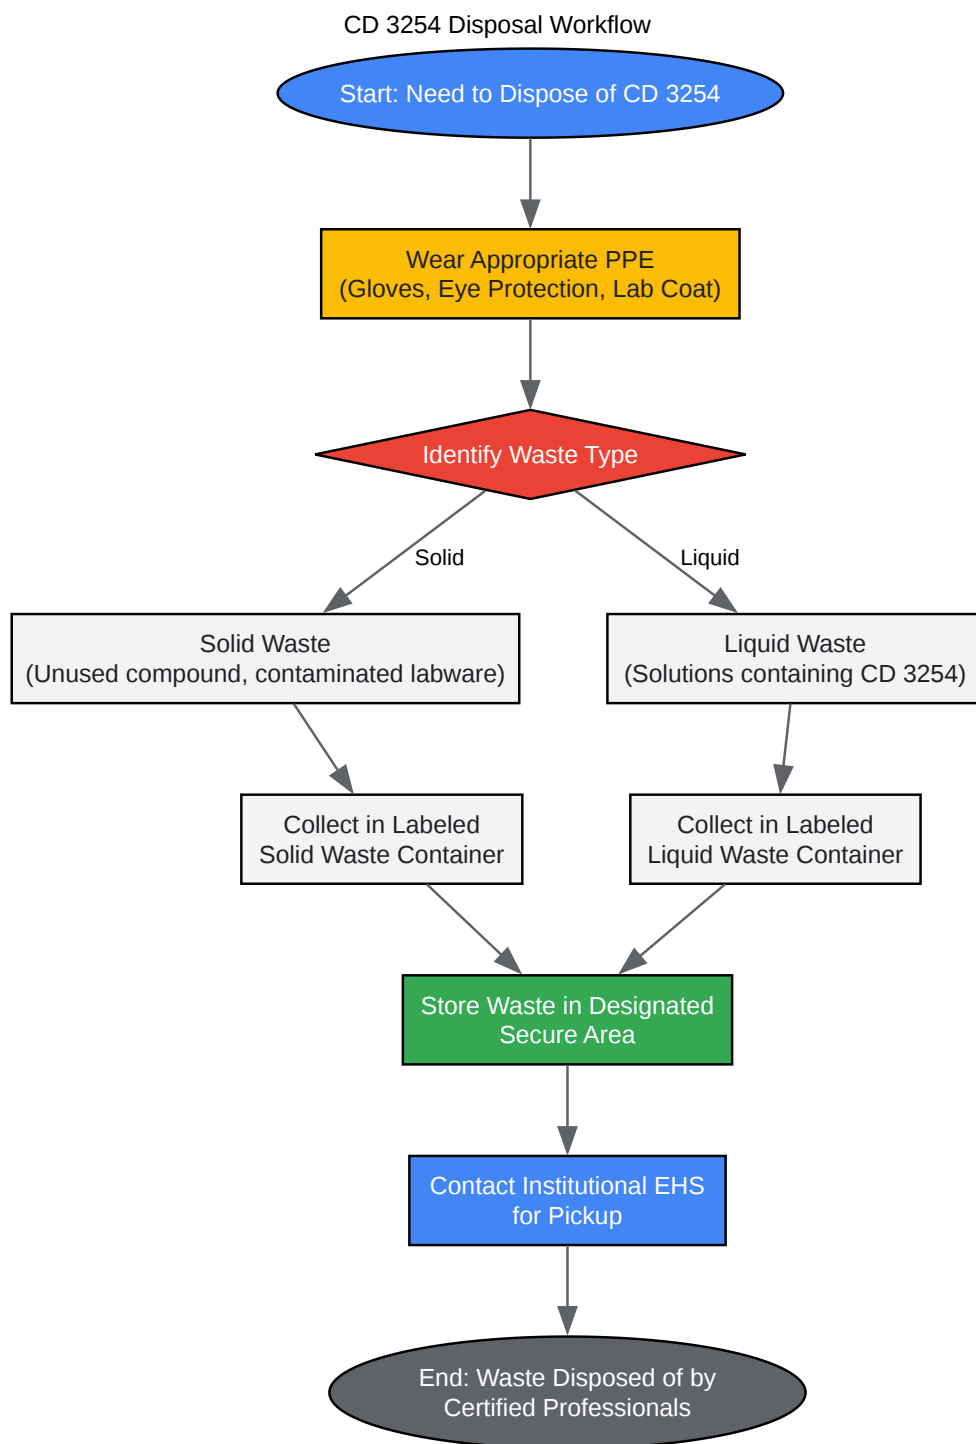 CD 3254 Disposal Workflow
Start: Need to Dispose of CD 3254
Wear Appropriate PPE
(Gloves, Eye Protection, Lab Coat)
Identify Waste Type
Solid
Liquid
Solid Waste
(Unused compound, contaminated labware)
Liquid Waste
(Solutions containing CD 3254)
Collect in Labeled
Solid Waste Container
Collect in Labeled
Liquid Waste Container
Store Waste in Designated
Secure Area
Contact Institutional EHS
for Pickup
End: Waste Disposed of by
Certified Professionals